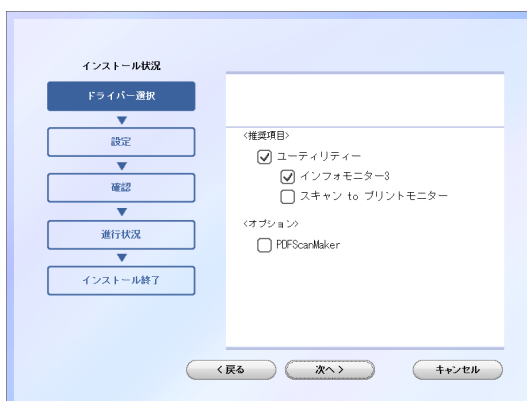 インストール状況
ドライバー選択
設定
確認
進行状況
インストール終了
<推奨項目>
ユーティリティー
インフォモニター3
スキャン to プリントモニター
<オプション>
PDFScanMaker
< 戻る
次へ >
キャンセル